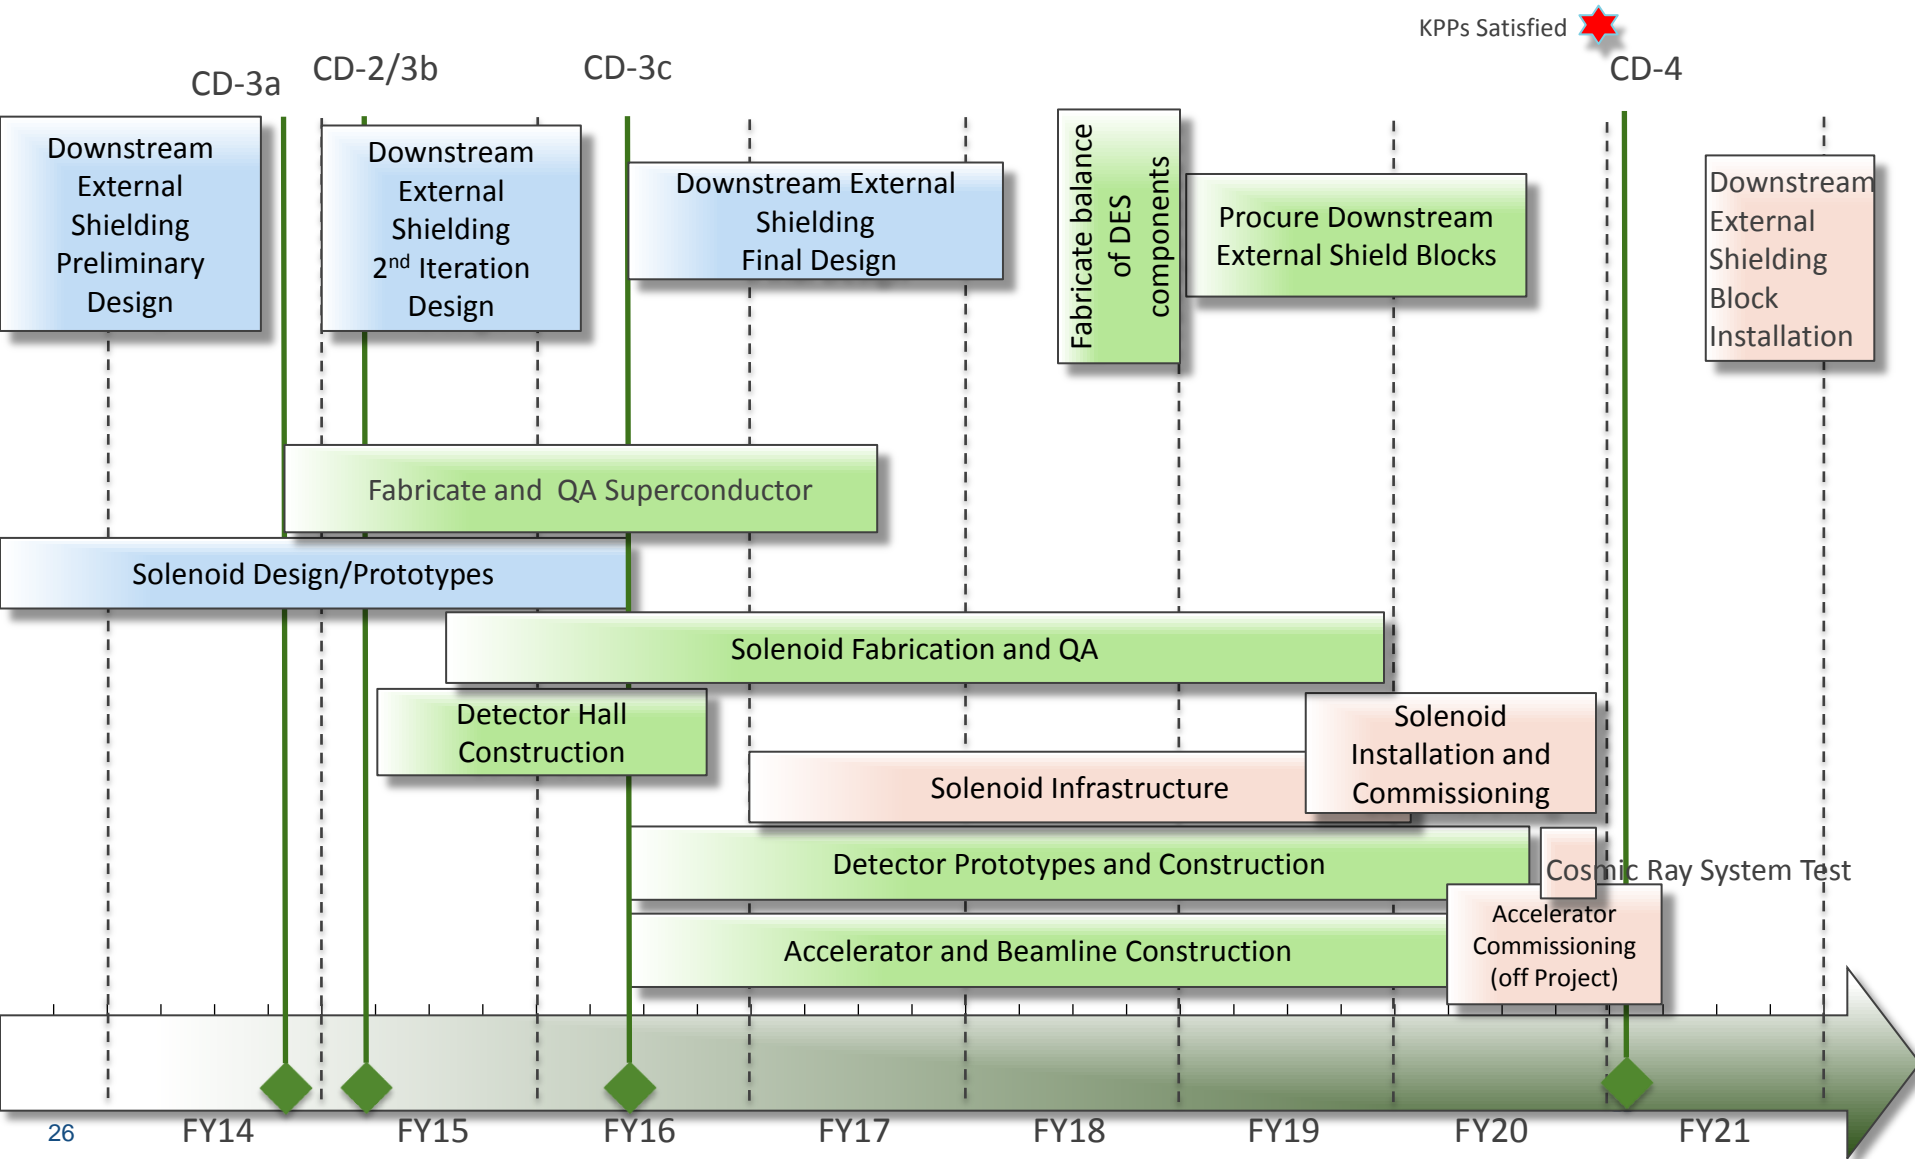 KPPs Satisfied
CD-3a
CD-2/3b
CD-3c
CD-4
Downstream
External
Shielding
Preliminary
Design
Downstream
External
Shielding
2nd Iteration
Design
Downstream External
Shielding
Final Design
Fabricate balance
of DES
components
Procure Downstream
External Shield Blocks
Downstream
External
Shielding
Block
Installation
Fabricate and QA Superconductor
Solenoid Design/Prototypes
Solenoid Fabrication and QA
Detector Hall
Construction
Solenoid
Installation and
Commissioning
Solenoid Infrastructure
Detector Prototypes and Construction
Cosmic Ray System Test
Accelerator and Beamline Construction
Accelerator
Commissioning
(off Project)
26
FY14
FY15
FY16
FY17
FY18
FY19
FY20
FY21